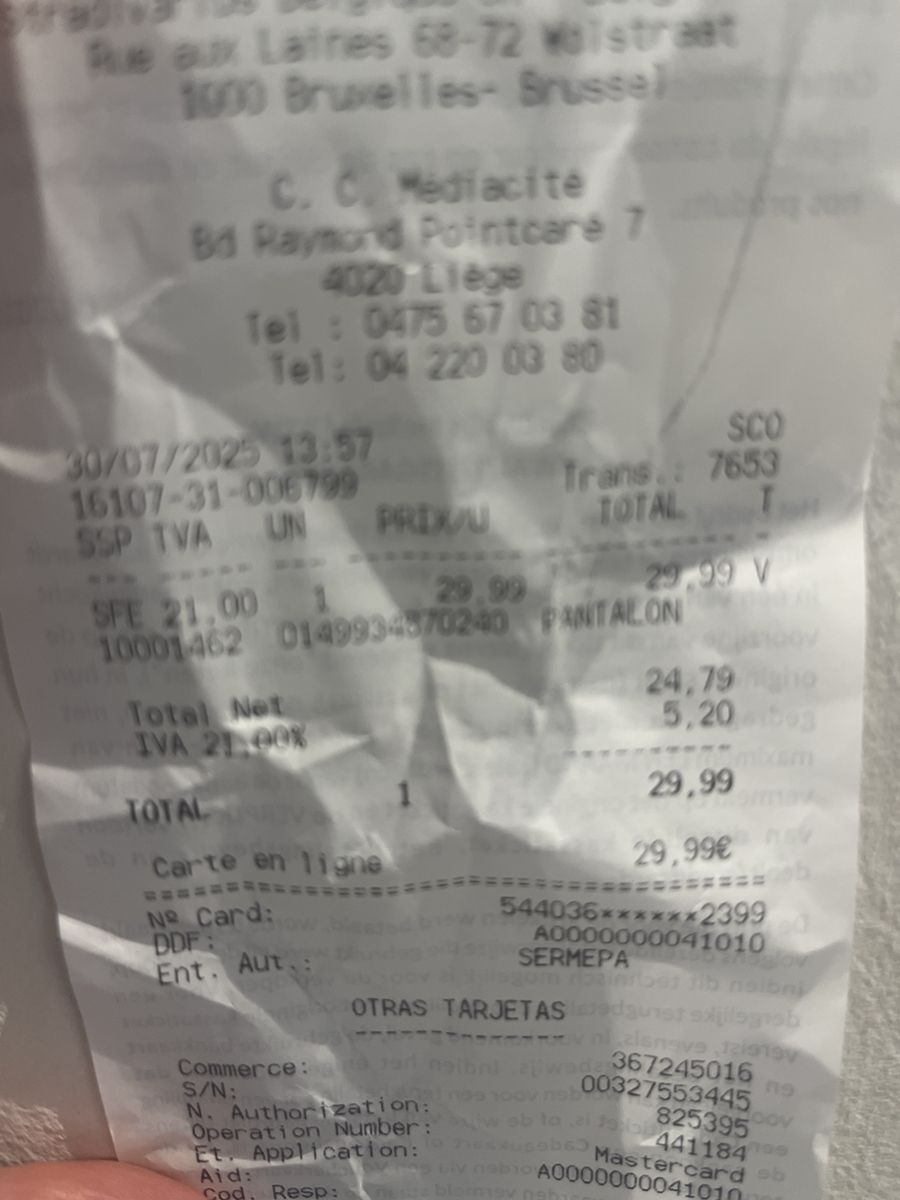 Rue aux Laines 68-72 Wolstraat
1000 Bruxelles- Brussel
C. C. Médiacité
Bd Raymond Pointcaré 7
4020 Liège
Tel : 0475 67 03 81
Tel: 04 220 03 80
SCO
30/07/2025 13:57 Trans.: 7653
16107-31-006799
SSP TVA UN PRIX/U TOTAL T
--- ----- --- ---------- ------------ -
SFE 21,00 1 29,99 29,99 V
10001462 0149934870240 PANTALON
Total Net 24,79
IVA 21,00% 5,20
-----------
TOTAL 1 29,99
Carte en ligne 29,99€
========================================
Nº Card: 544036******2399
DDF: A0000000041010
Ent. Aut.: SERMEPA
OTRAS TARJETAS
--------------
Commerce: 367245016
S/N: 00327553445
N. Authorization: 825395
Operation Number: 441184
Et. Application: Mastercard
Aid: A0000000041010
Cod. Resp: